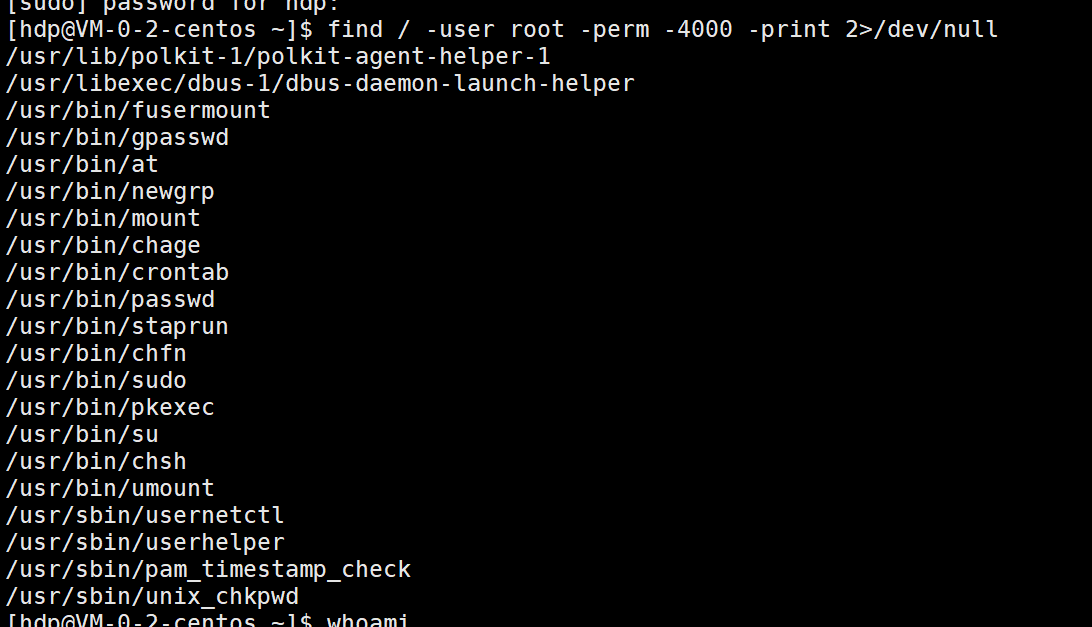 [sudo] password for hdp:
[hdp@VM-0-2-centos ~]$ find / -user root -perm -4000 -print 2>/dev/null
/usr/lib/polkit-1/polkit-agent-helper-1
/usr/libexec/dbus-1/dbus-daemon-launch-helper
/usr/bin/fusermount
/usr/bin/gpasswd
/usr/bin/at
/usr/bin/newgrp
/usr/bin/mount
/usr/bin/chage
/usr/bin/crontab
/usr/bin/passwd
/usr/bin/staprun
/usr/bin/chfn
/usr/bin/sudo
/usr/bin/pkexec
/usr/bin/su
/usr/bin/chsh
/usr/bin/umount
/usr/sbin/usernetctl
/usr/sbin/userhelper
/usr/sbin/pam_timestamp_check
/usr/sbin/unix_chkpwd
[hdp@VM-0-2-centos ~]$ whoami